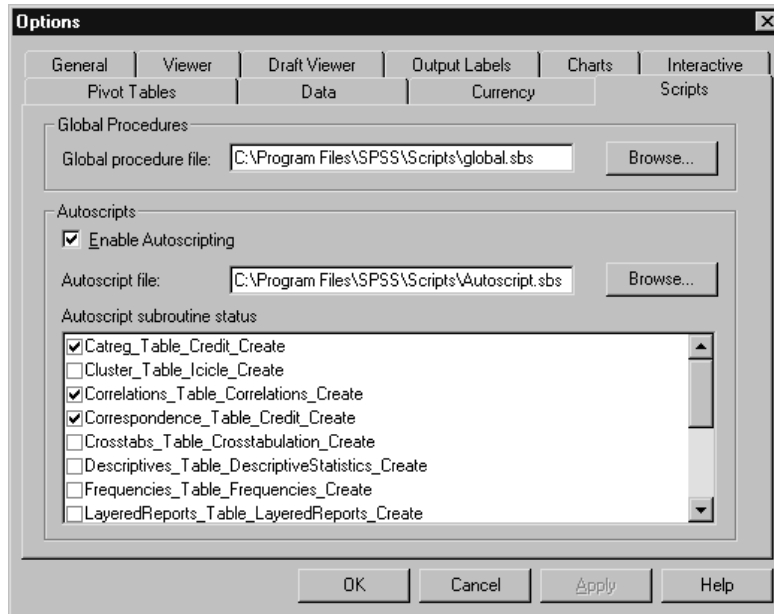 Options
General Viewer Draft Viewer Output Labels Charts Interactive
Pivot Tables Data Currency Scripts
Global Procedures
Global procedure file: C:\Program Files\SPSS\Scripts\global.sbs Browse...
Autoscripts
Enable Autoscripting
Autoscript file: C:\Program Files\SPSS\Scripts\Autoscript.sbs Browse...
Autoscript subroutine status
Catreg_Table_Credit_Create
Cluster_Table_Icicle_Create
Correlations_Table_Correlations_Create
Correspondence_Table_Credit_Create
Crosstabs_Table_Crosstabulation_Create
Descriptives_Table_DescriptiveStatistics_Create
Frequencies_Table_Frequencies_Create
LayeredReports_Table_LayeredReports_Create
OK Cancel Apply Help